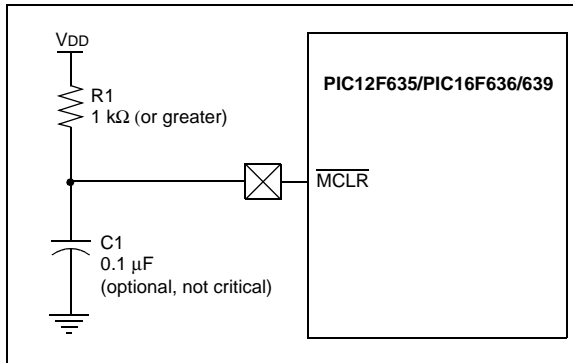 VDD
R1
1 kΩ (or greater)
PIC12F635/PIC16F636/639
MCLR
C1
0.1 μF
(optional, not critical)